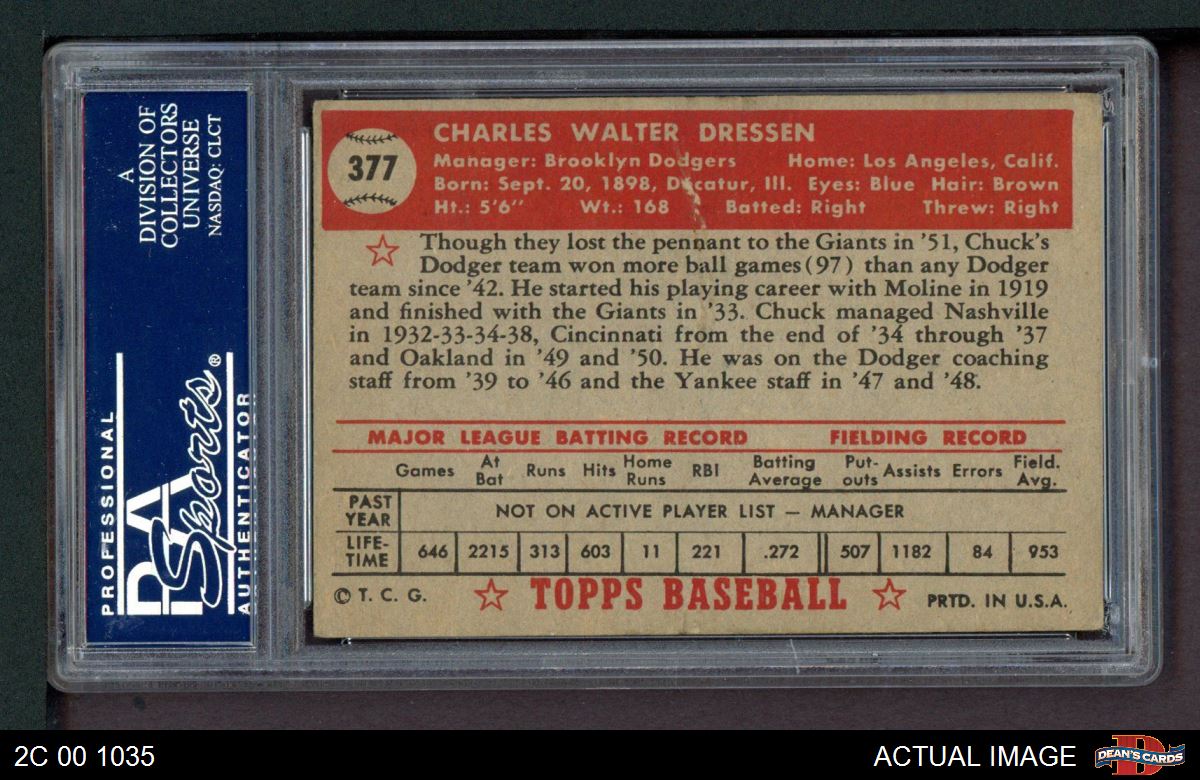 A
DIVISION OF
COLLECTORS
UNIVERSE
NASDAQ: CLCT
PROFESSIONAL
PSA
Sports®
AUTHENTICATOR
377
CHARLES WALTER DRESSEN
Manager: Brooklyn Dodgers Home: Los Angeles, Calif.
Born: Sept. 20, 1898, Decatur, Ill. Eyes: Blue Hair: Brown
Ht.: 5'6" Wt.: 168 Batted: Right Threw: Right
Though they lost the pennant to the Giants in '51, Chuck's
Dodger team won more ball games (97) than any Dodger
team since '42. He started his playing career with Moline in 1919
and finished with the Giants in '33. Chuck managed Nashville
in 1932-33-34-38, Cincinnati from the end of '34 through '37
and Oakland in '49 and '50. He was on the Dodger coaching
staff from '39 to '46 and the Yankee staff in '47 and '48.
MAJOR LEAGUE BATTING RECORD FIELDING RECORD
Games At Bat Runs Hits Home Runs RBI Batting Average Put-outs Assists Errors Field. Avg.
PAST YEAR NOT ON ACTIVE PLAYER LIST — MANAGER
LIFE-TIME 646 2215 313 603 11 221 .272 507 1182 84 953
© T. C. G. TOPPS BASEBALL PRTD. IN U.S.A.
2C 00 1035 ACTUAL IMAGE DEAN'S CARDS